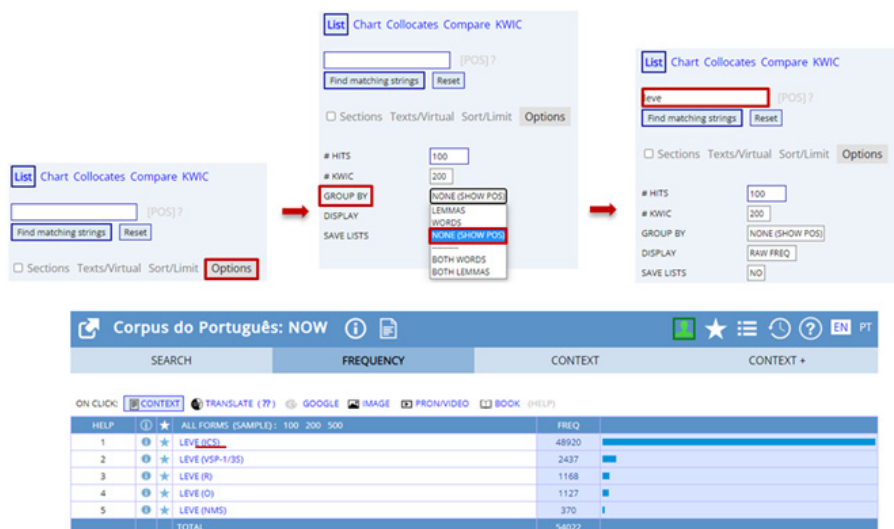 List Chart Collocates Compare KWIC
[POS] ?
Find matching strings Reset
Sections Texts/Virtual Sort/Limit Options
List Chart Collocates Compare KWIC
[POS] ?
Find matching strings Reset
Sections Texts/Virtual Sort/Limit Options
# HITS 100
# KWIC 200
GROUP BY NONE (SHOW POS)
DISPLAY LEMMAS
WORDS
SAVE LISTS NONE (SHOW POS)
BOTH WORDS
BOTH LEMMAS
List Chart Collocates Compare KWIC
leve [POS] ?
Find matching strings Reset
Sections Texts/Virtual Sort/Limit Options
# HITS 100
# KWIC 200
GROUP BY NONE (SHOW POS)
DISPLAY RAW FREQ
SAVE LISTS NO
Corpus do Português: NOW EN PT
SEARCH FREQUENCY CONTEXT CONTEXT +
ON CLICK: CONTEXT TRANSLATE (??) GOOGLE IMAGE PRON/VIDEO BOOK (HELP)
HELP ALL FORMS (SAMPLE): 100 200 500 FREQ
1 LEVE (JCS) 48920
2 LEVE (VSP-1/3S) 2437
3 LEVE (R) 1168
4 LEVE (O) 1127
5 LEVE (NMS) 370
TOTAL 54022